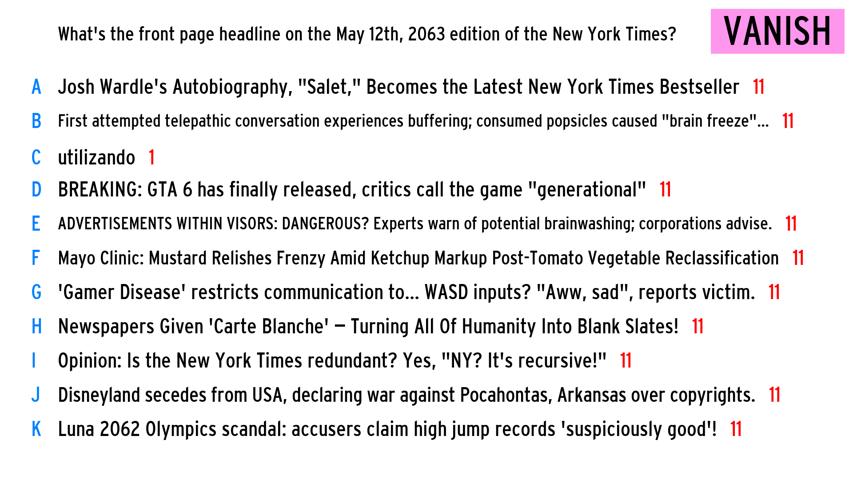 What's the front page headline on the May 12th, 2063 edition of the New York Times?
VANISH
A Josh Wardle's Autobiography, "Salet," Becomes the Latest New York Times Bestseller 11
B First attempted telepathic conversation experiences buffering; consumed popsicles caused "brain freeze"... 11
C utilizando 1
D BREAKING: GTA 6 has finally released, critics call the game "generational" 11
E ADVERTISEMENTS WITHIN VISORS: DANGEROUS? Experts warn of potential brainwashing; corporations advise. 11
F Mayo Clinic: Mustard Relishes Frenzy Amid Ketchup Markup Post-Tomato Vegetable Reclassification 11
G 'Gamer Disease' restricts communication to... WASD inputs? "Aww, sad", reports victim. 11
H Newspapers Given 'Carte Blanche' – Turning All Of Humanity Into Blank Slates! 11
I Opinion: Is the New York Times redundant? Yes, "NY? It's recursive!" 11
J Disneyland secedes from USA, declaring war against Pocahontas, Arkansas over copyrights. 11
K Luna 2062 Olympics scandal: accusers claim high jump records 'suspiciously good'! 11